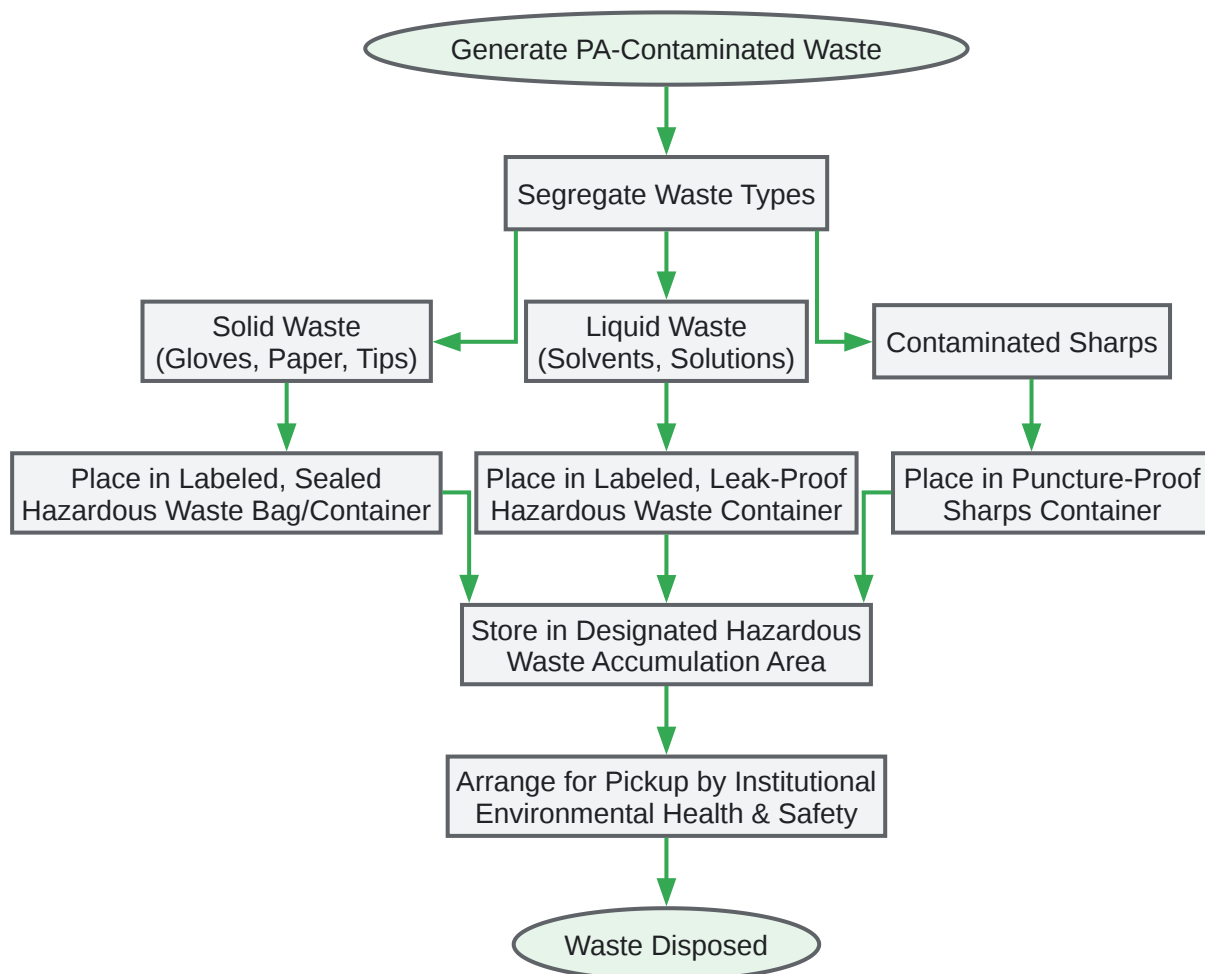 Generate PA-Contaminated Waste
Segregate Waste Types
Solid Waste
(Gloves, Paper, Tips)
Liquid Waste
(Solvents, Solutions)
Contaminated Sharps
Place in Labeled, Sealed
Hazardous Waste Bag/Container
Place in Labeled, Leak-Proof
Hazardous Waste Container
Place in Puncture-Proof
Sharps Container
Store in Designated Hazardous
Waste Accumulation Area
Arrange for Pickup by Institutional
Environmental Health & Safety
Waste Disposed